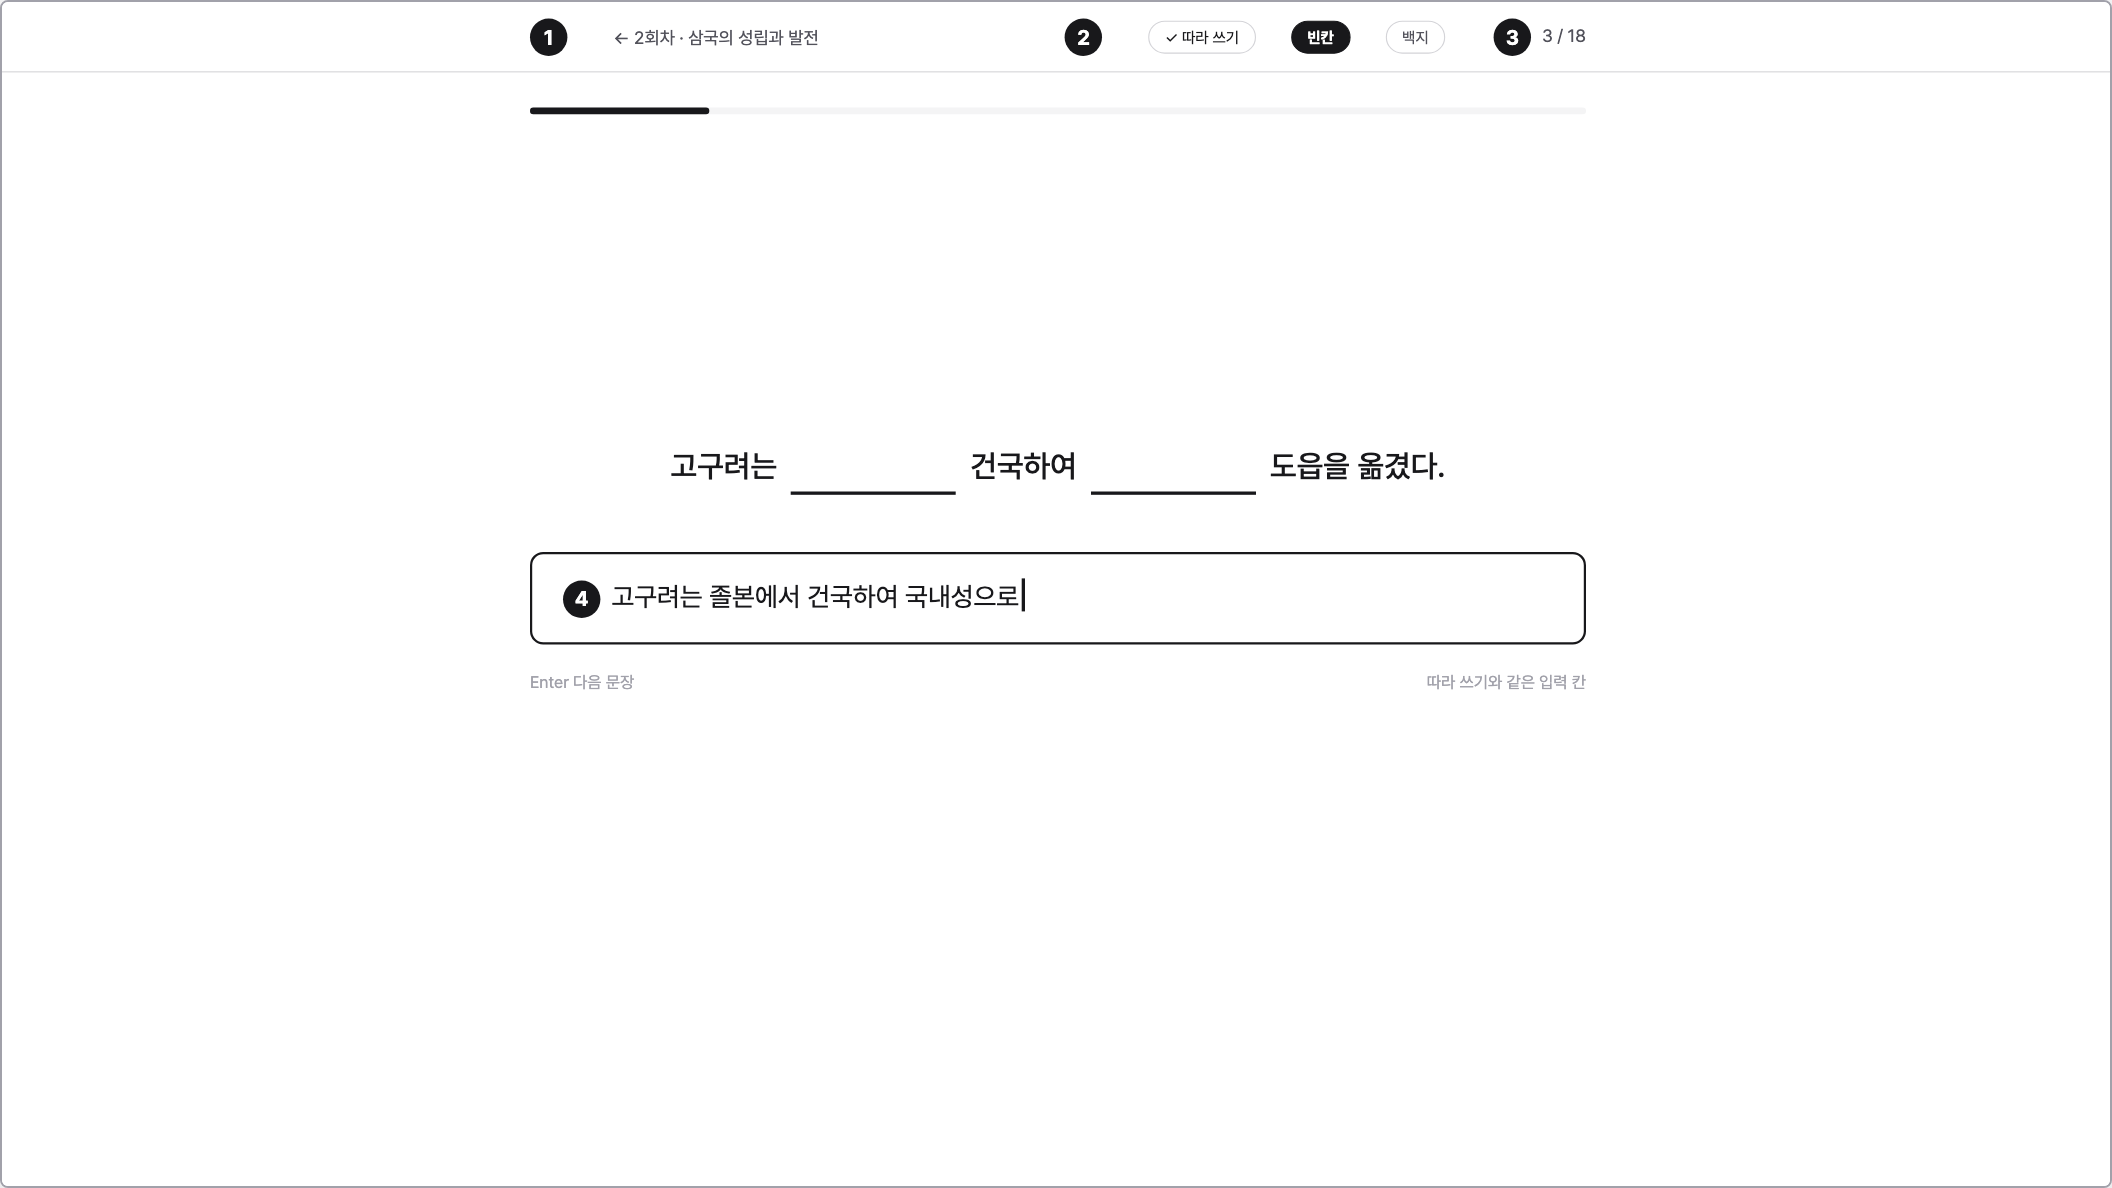 1 ← 2회차 · 삼국의 성립과 발전 2 ✓ 따라 쓰기 빈칸 백지 3 3 / 18
고구려는 ________ 건국하여 ________ 도읍을 옮겼다.
4 고구려는 졸본에서 건국하여 국내성으로
Enter 다음 문장 따라 쓰기와 같은 입력 칸